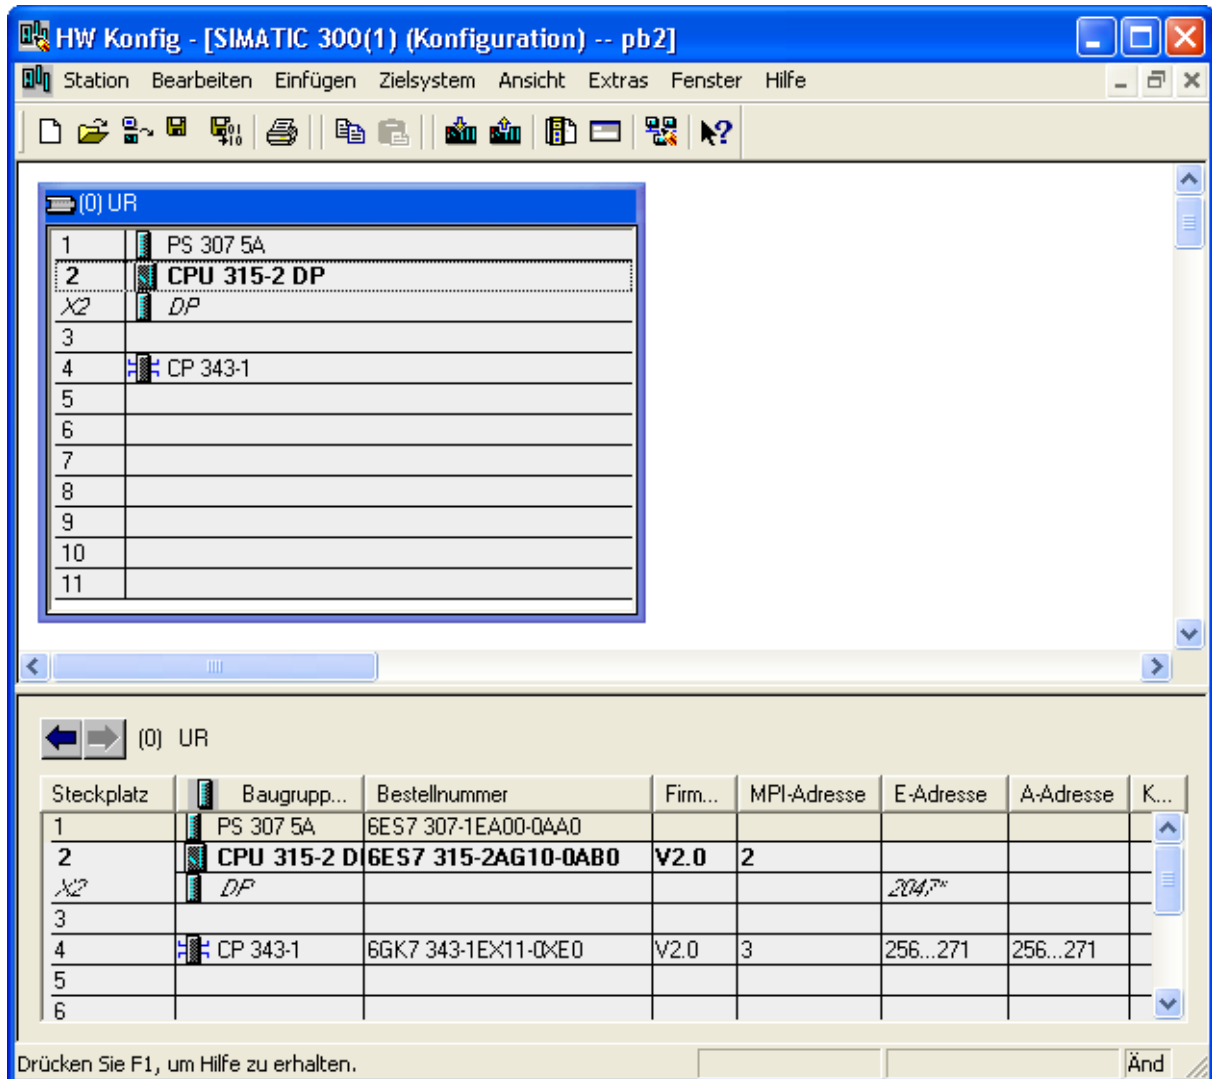 HW Konfig - [SIMATIC 300(1) (Konfiguration) -- pb2]
Station Bearbeiten Einfügen Zielsystem Ansicht Extras Fenster Hilfe
(0) UR
1 PS 307 5A
2 CPU 315-2 DP
X2 DP
3
4 CP 343-1
5
6
7
8
9
10
11
(0) UR
Steckplatz Baugrupp... Bestellnummer Firm... MPI-Adresse E-Adresse A-Adresse K...
1 PS 307 5A 6ES7 307-1EA00-0AA0
2 CPU 315-2 D 6ES7 315-2AG10-0AB0 V2.0 2
X2 DP 2047*
3
4 CP 343-1 6GK7 343-1EX11-0XE0 V2.0 3 256...271 256...271
5
6
Drücken Sie F1, um Hilfe zu erhalten. Änd